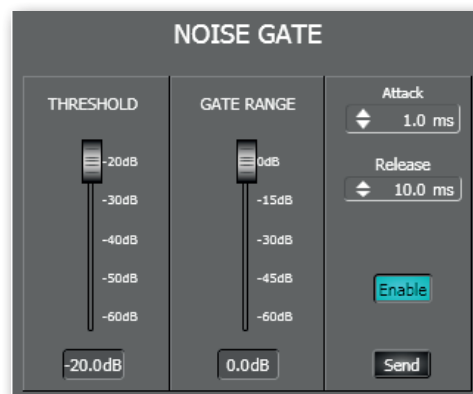 NOISE GATE
THRESHOLD
-20dB
-30dB
-40dB
-50dB
-60dB
-20.0dB
GATE RANGE
0dB
-15dB
-30dB
-45dB
-60dB
0.0dB
Attack
1.0 ms
Release
10.0 ms
Enable
Send